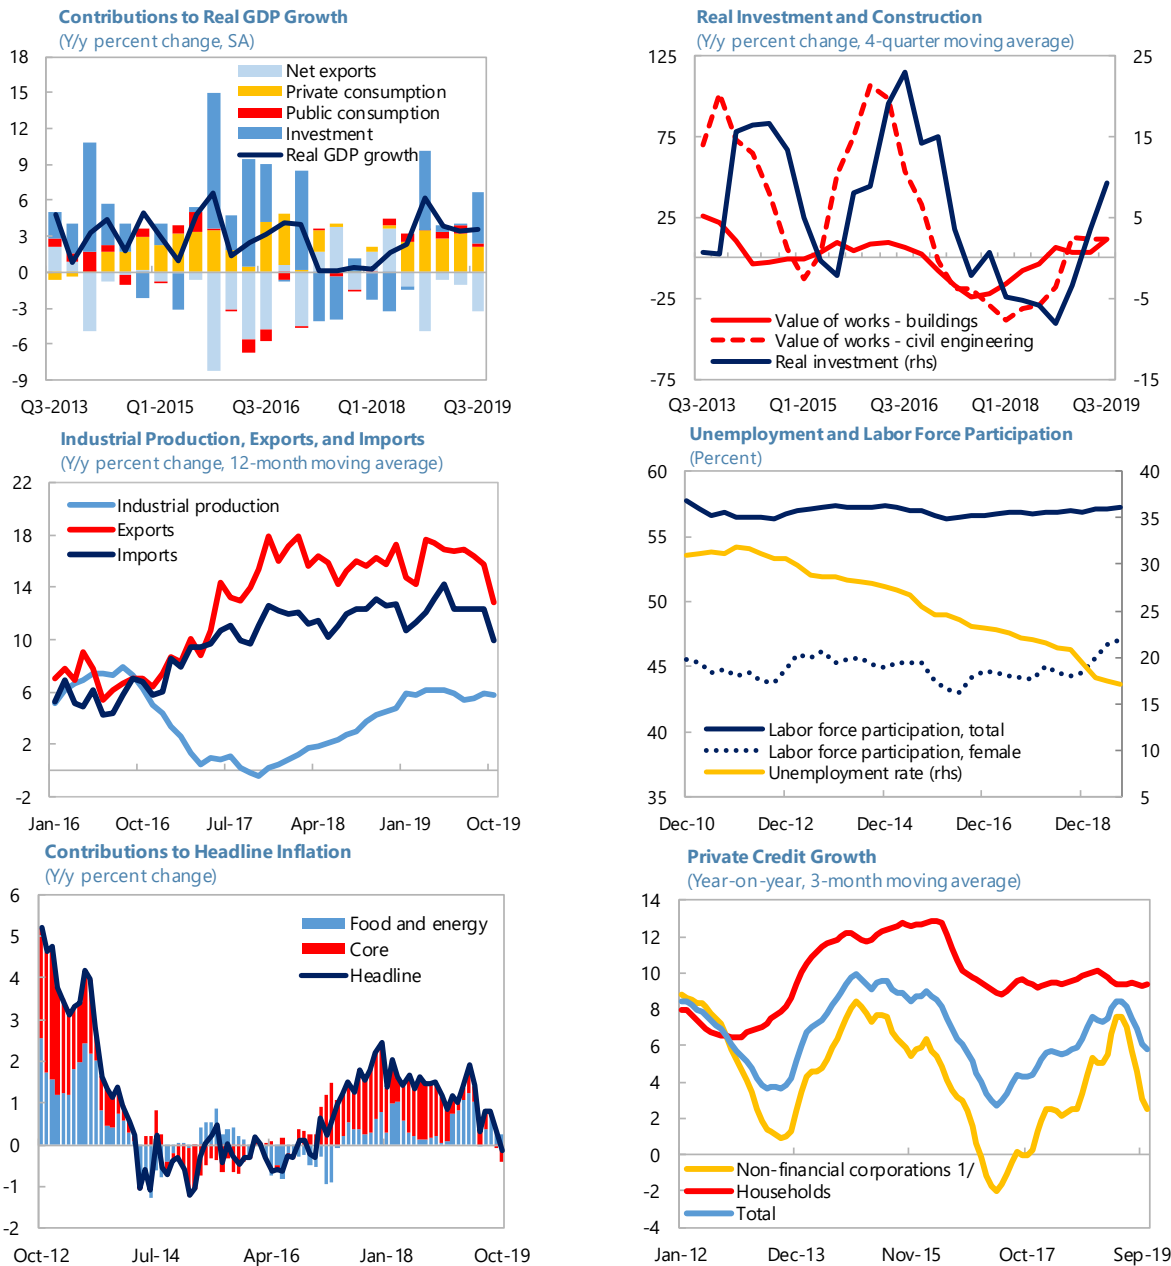 Contributions to Real GDP Growth
(Y/y percent change, SA)
18
15
12
9
6
3
0
-3
-6
-9
Net exports
Private consumption
Public consumption
Investment
Real GDP growth
Q3-2013 Q1-2015 Q3-2016 Q1-2018 Q3-2019
Real Investment and Construction
(Y/y percent change, 4-quarter moving average)
125
75
25
-25
-75
25
15
5
-5
-15
Value of works - buildings
Value of works - civil engineering
Real investment (rhs)
Q3-2013 Q1-2015 Q3-2016 Q1-2018 Q3-2019
Industrial Production, Exports, and Imports
(Y/y percent change, 12-month moving average)
22
18
14
10
6
2
-2
Industrial production
Exports
Imports
Jan-16 Oct-16 Jul-17 Apr-18 Jan-19 Oct-19
Unemployment and Labor Force Participation
(Percent)
60
55
50
45
40
35
40
35
30
25
20
15
10
5
Labor force participation, total
Labor force participation, female
Unemployment rate (rhs)
Dec-10 Dec-12 Dec-14 Dec-16 Dec-18
Contributions to Headline Inflation
(Y/y percent change)
6
5
4
3
2
1
0
-1
-2
Food and energy
Core
Headline
Oct-12 Jul-14 Apr-16 Jan-18 Oct-19
Private Credit Growth
(Year-on-year, 3-month moving average)
14
12
10
8
6
4
2
0
-2
-4
Non-financial corporations 1/
Households
Total
Jan-12 Dec-13 Nov-15 Oct-17 Sep-19